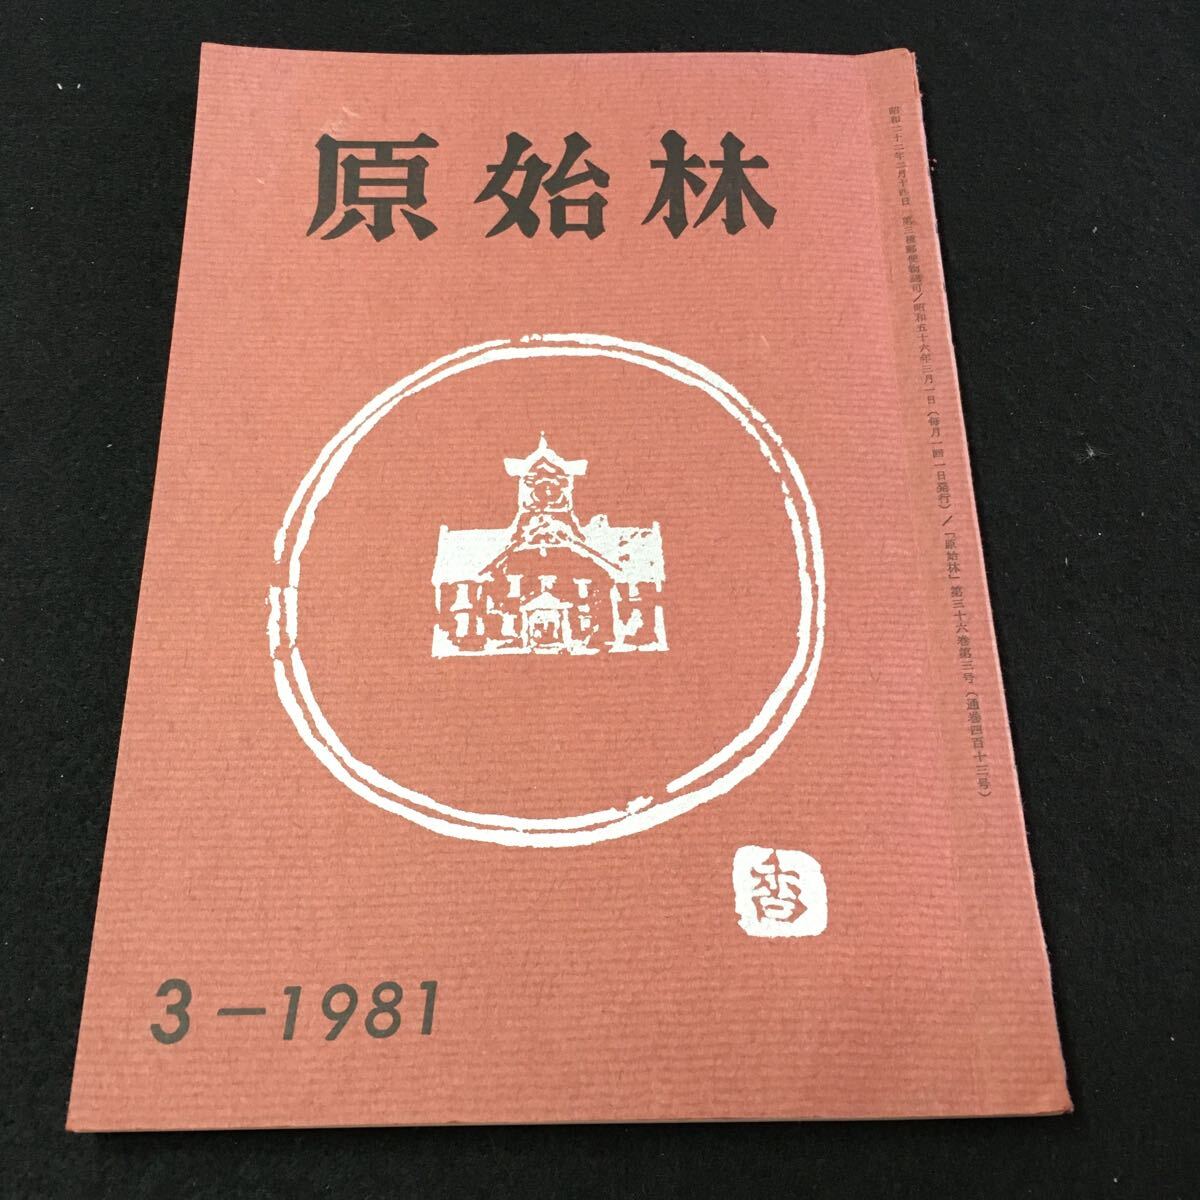 原始林
昭和二十二年二月十四日 第三種郵便物認可／昭和五十六年三月一日（毎月一回一日発行）／「原始林」第三十六巻第三号（通巻四百十三号）
香
3－1981